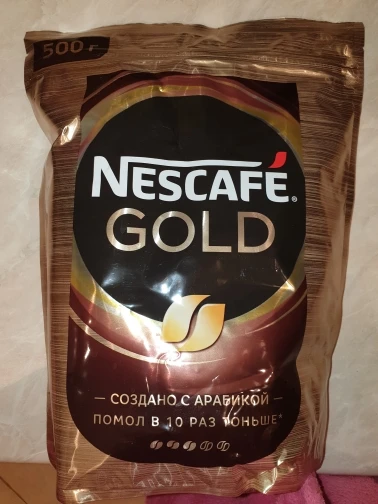 500 г
NESCAFÉ®
GOLD
— СОЗДАНО С АРАБИКОЙ —
ПОМОЛ В 10 РАЗ ТОНЬШЕ*